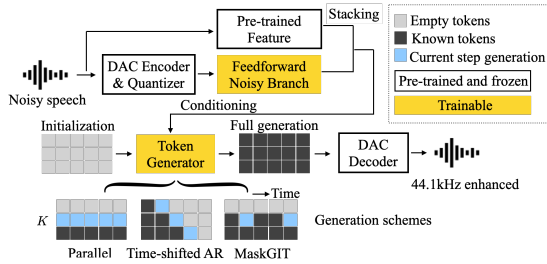 Stacking
Pre-trained
Feature
Empty tokens
Known tokens
Current step generation
Pre-trained and frozen
Trainable
Noisy speech
DAC Encoder
& Quantizer
Feedforward
Noisy Branch
Conditioning
Initialization
Token
Generator
Full generation
DAC
Decoder
44.1kHz enhanced
Time
K
Generation schemes
Parallel
Time-shifted AR
MaskGIT